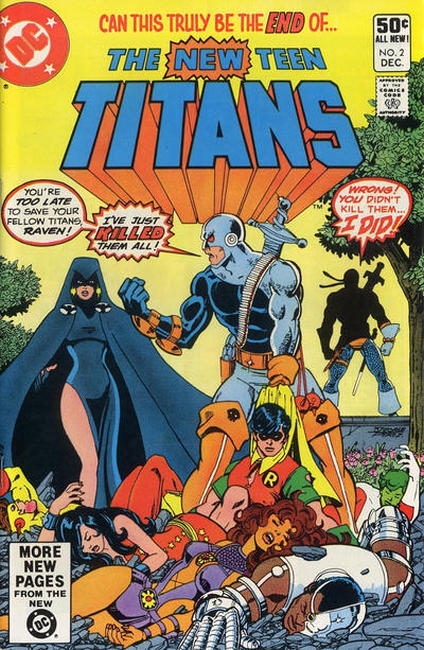 DC
CAN THIS TRULY BE THE END OF...
THE NEW TEEN
TITANS
TM
®
50¢
ALL NEW!
NO. 2
DEC.
APPROVED
BY THE
COMICS
CODE
AUTHORITY
YOU'RE
TOO LATE
TO SAVE YOUR
FELLOW TITANS,
RAVEN!
I'VE JUST
KILLED
THEM ALL!
WRONG!
YOU DIDN'T
KILL THEM...
I DID!
R
MORE
NEW
PAGES
FROM THE
NEW
DC